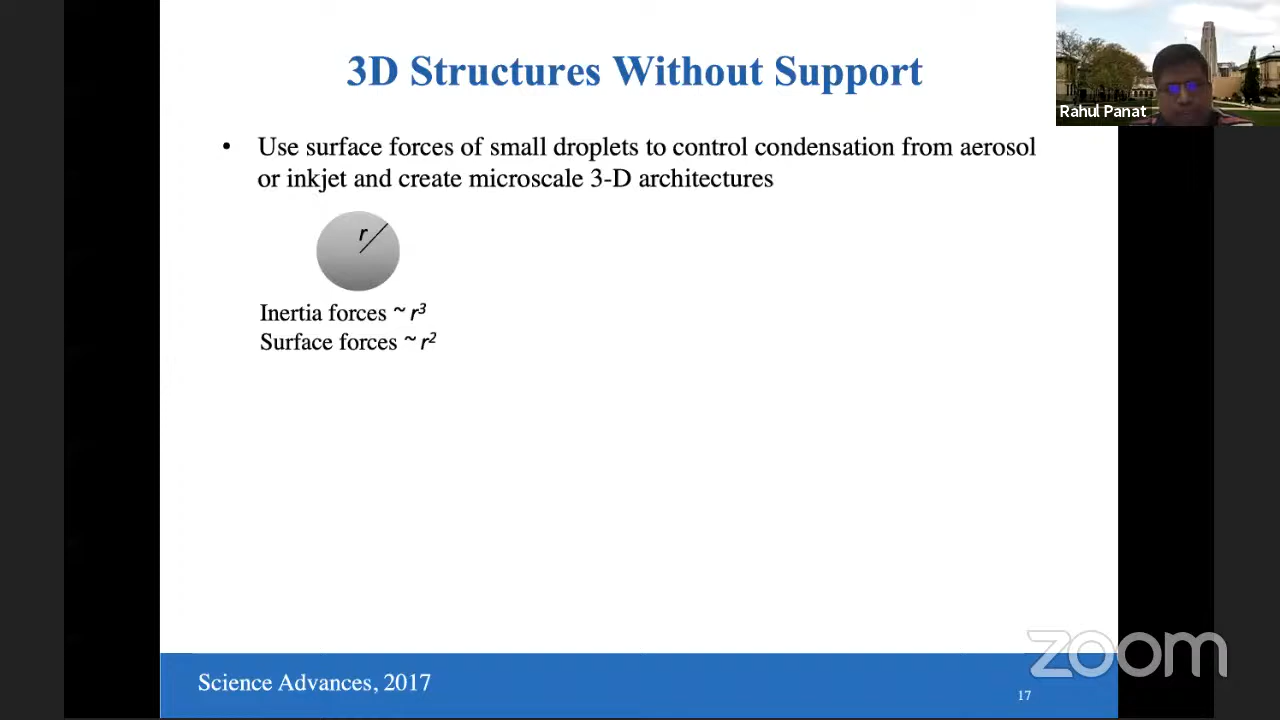 3D Structures Without Support
Rahul Panat
• Use surface forces of small droplets to control condensation from aerosol
or inkjet and create microscale 3-D architectures
r
Inertia forces ~ r³
Surface forces ~ r²
zoom
Science Advances, 2017
17